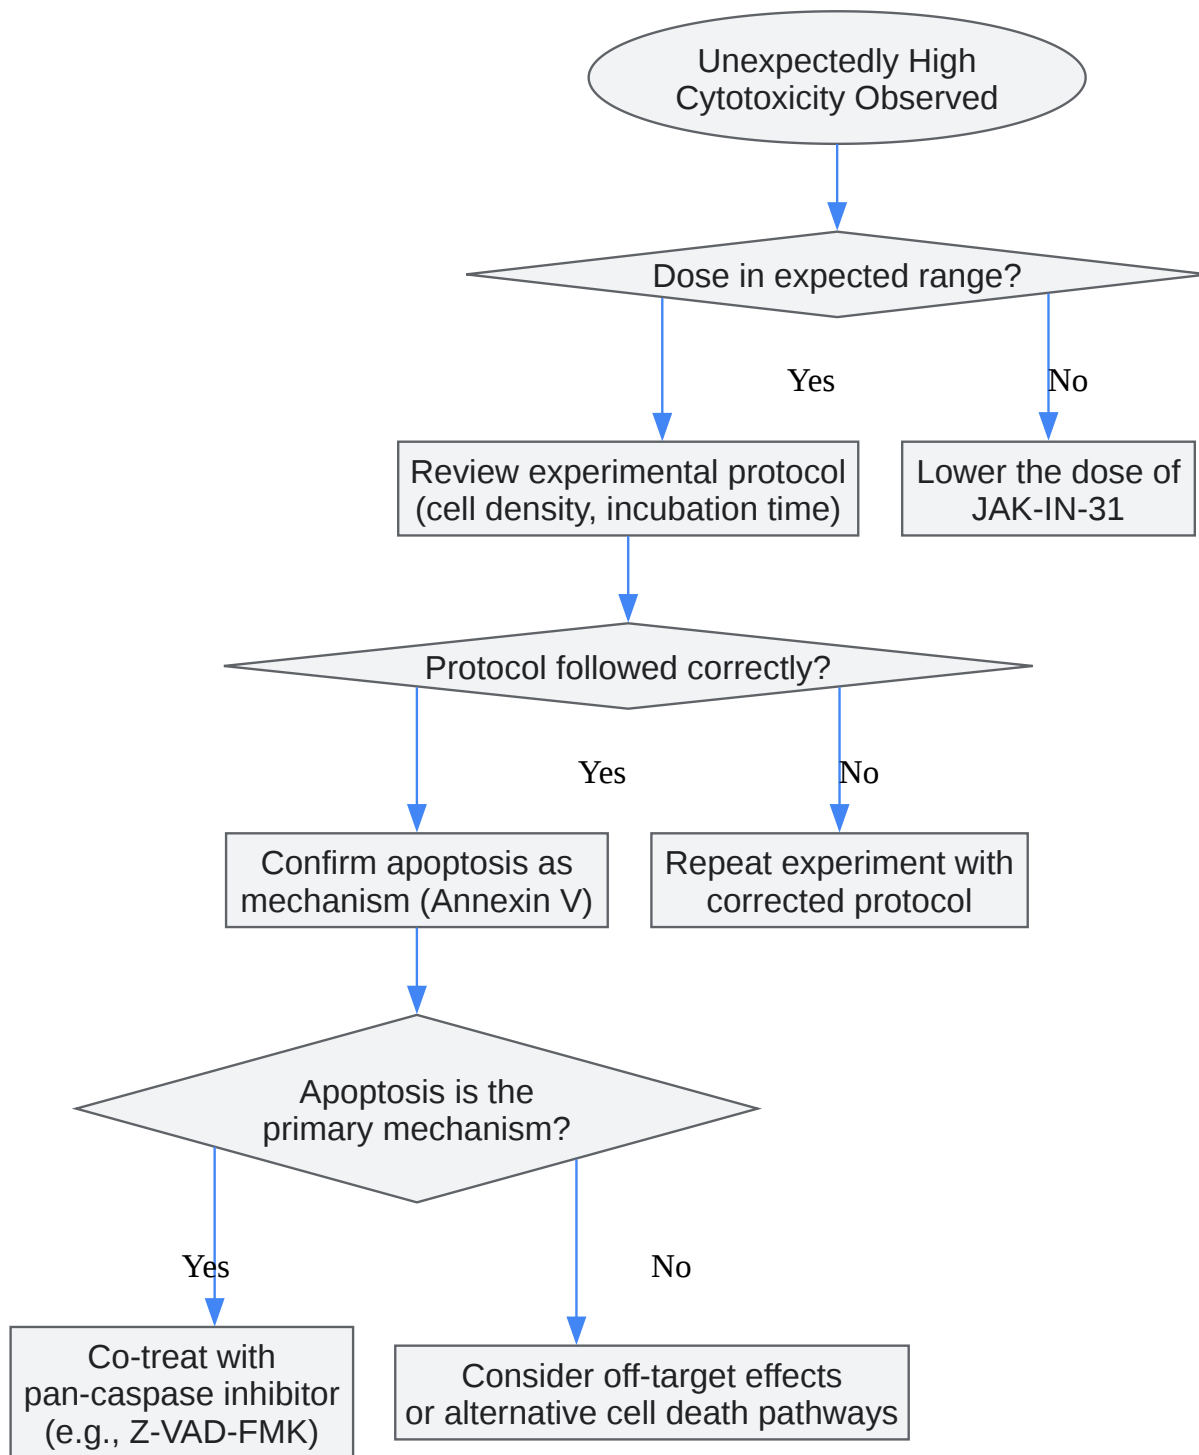 Unexpectedly High
Cytotoxicity Observed
Dose in expected range?
Yes
No
Review experimental protocol
(cell density, incubation time)
Lower the dose of
JAK-IN-31
Protocol followed correctly?
Yes
No
Confirm apoptosis as
mechanism (Annexin V)
Repeat experiment with
corrected protocol
Apoptosis is the
primary mechanism?
Yes
No
Co-treat with
pan-caspase inhibitor
(e.g., Z-VAD-FMK)
Consider off-target effects
or alternative cell death pathways